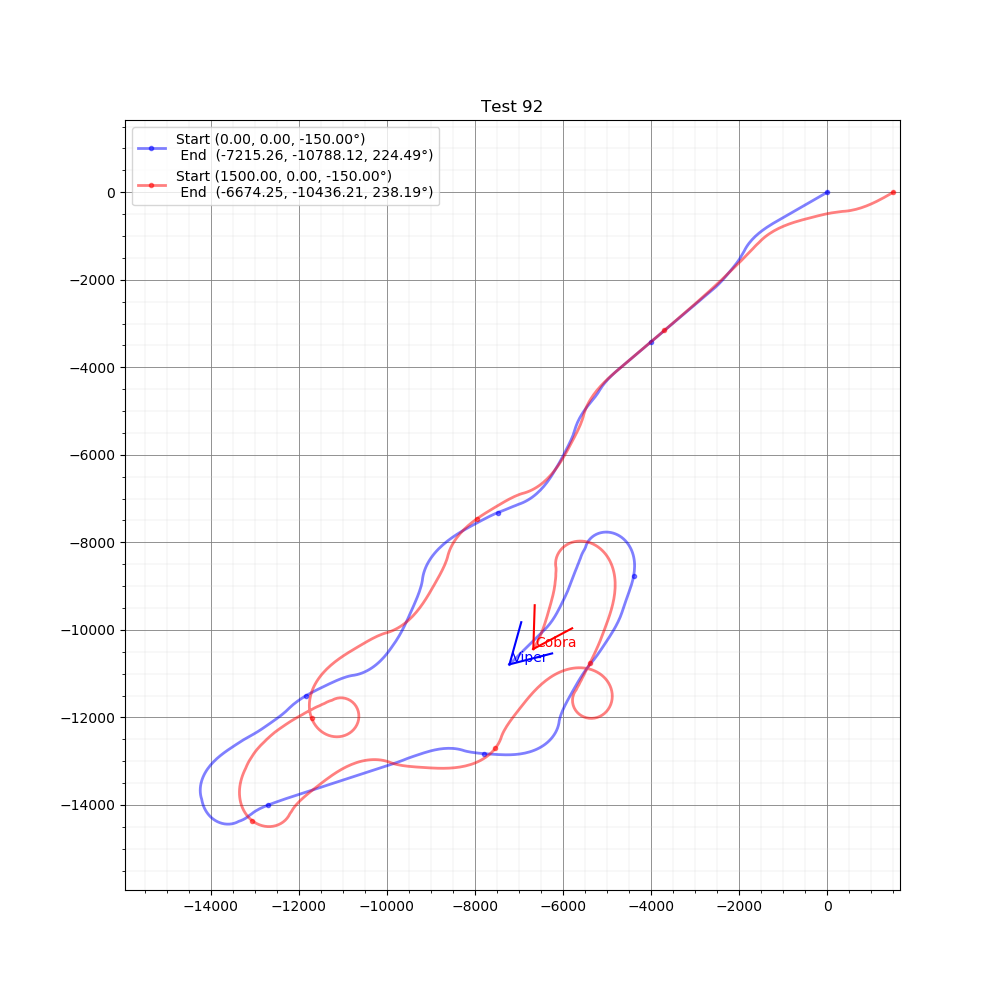 Test 92
Start (0.00, 0.00, -150.00°)
End (-7215.26, -10788.12, 224.49°)
Start (1500.00, 0.00, -150.00°)
End (-6674.25, -10436.21, 238.19°)
0
−2000
−4000
−6000
−8000
−10000
−12000
−14000
Cobra
Viper
−14000 −12000 −10000 −8000 −6000 −4000 −2000 0